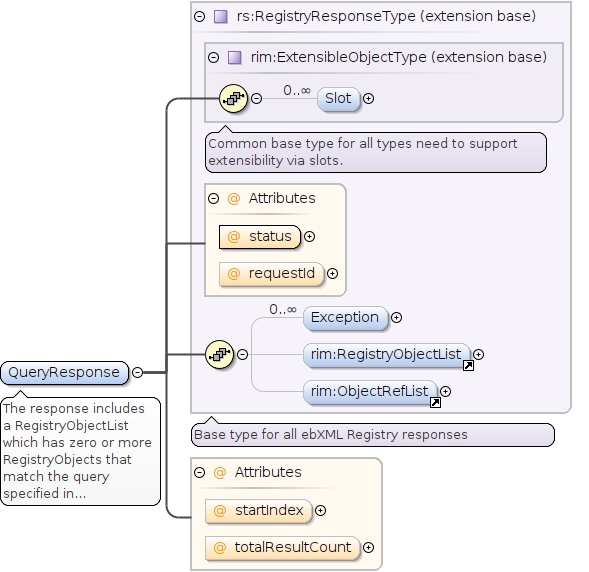 rs:RegistryResponseType (extension base)
rim:ExtensibleObjectType (extension base)
0..∞
Slot
Common base type for all types need to support
extensibility via slots.
@ Attributes
@ status
@ requestId
0..∞
Exception
rim:RegistryObjectList
rim:ObjectRefList
QueryResponse
The response includes
a RegistryObjectList
which has zero or more
RegistryObjects that
match the query
specified in...
Base type for all ebXML Registry responses
@ Attributes
@ startIndex
@ totalResultCount